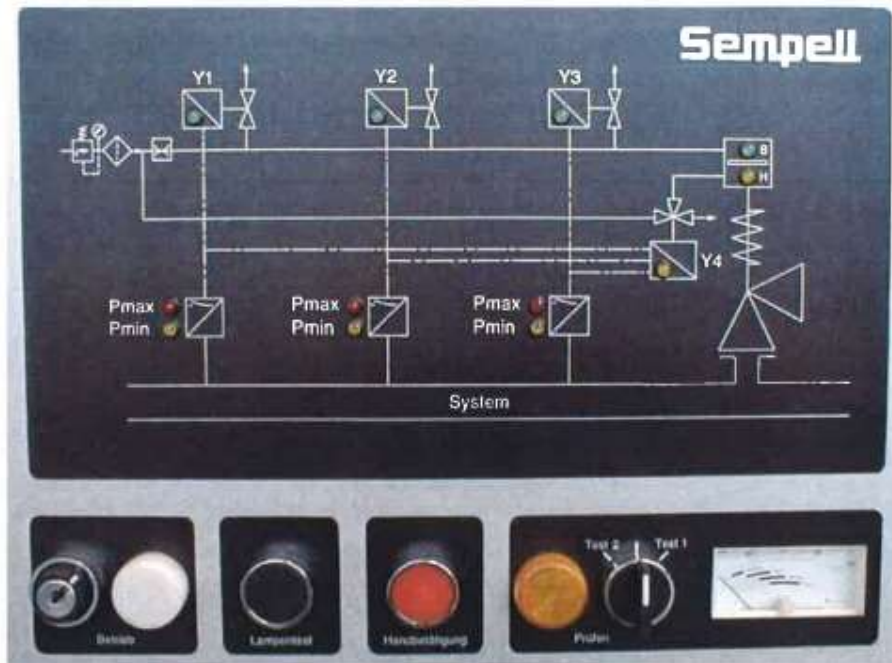 Sempell
Y1 Y2 Y3
B
H
Y4
Pmax Pmax Pmax
Pmin Pmin Pmin
System
Test 2 Test 1
Betrieb Lampentest Handbetätigung Prüfen